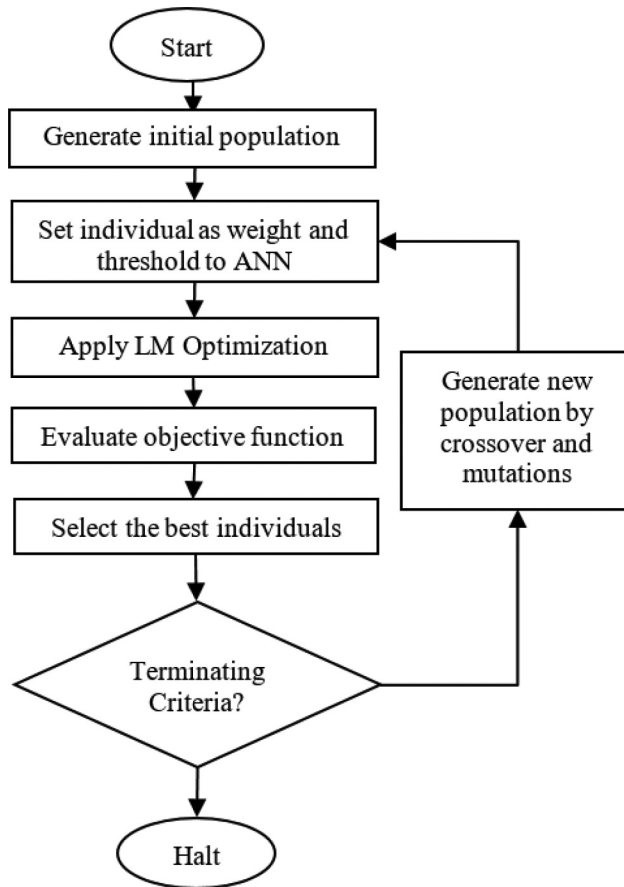 Start
Generate initial population
Set individual as weight and
threshold to ANN
Apply LM Optimization
Evaluate objective function
Select the best individuals
Terminating
Criteria?
Generate new
population by
crossover and
mutations
Halt